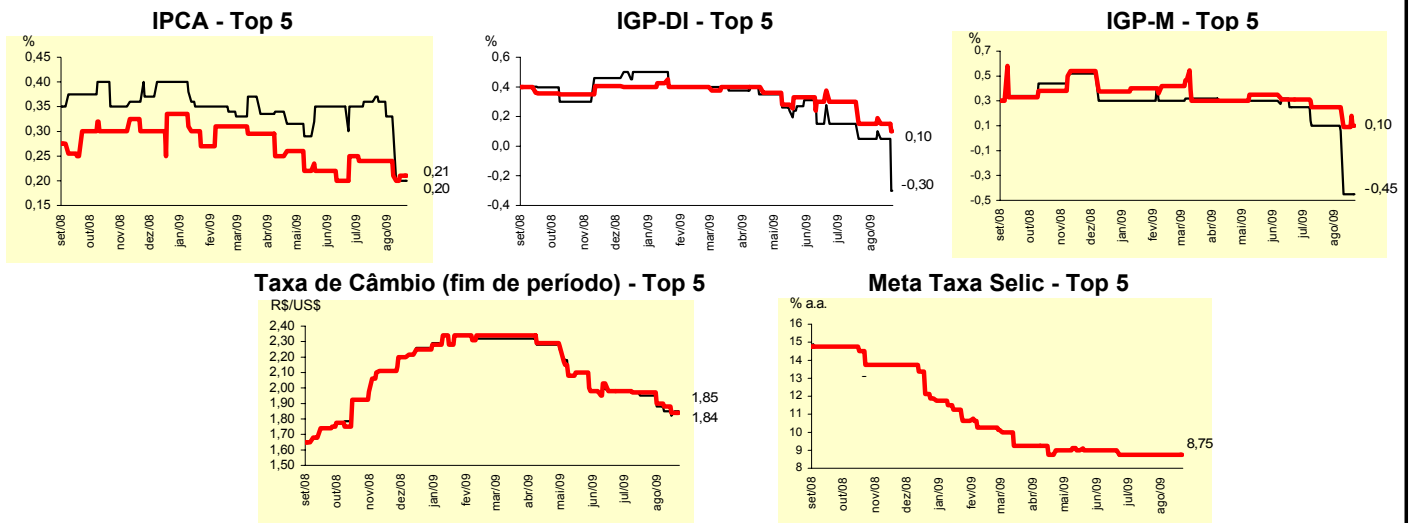 IPCA - Top 5
%
0,45
0,40
0,35
0,30
0,25
0,20
0,15
0,21
0,20
set/08
out/08
nov/08
dez/08
jan/09
fev/09
mar/09
abr/09
mai/09
jun/09
jul/09
ago/09
IGP-DI - Top 5
%
0,6
0,4
0,2
0,0
-0,2
-0,4
0,10
-0,30
set/08
out/08
nov/08
dez/08
jan/09
fev/09
mar/09
abr/09
mai/09
jun/09
jul/09
ago/09
IGP-M - Top 5
%
0,7
0,5
0,3
0,1
-0,1
-0,3
-0,5
0,10
-0,45
set/08
out/08
nov/08
dez/08
jan/09
fev/09
mar/09
abr/09
mai/09
jun/09
jul/09
ago/09
Taxa de Câmbio (fim de período) - Top 5
R$/US$
2,40
2,30
2,20
2,10
2,00
1,90
1,80
1,70
1,60
1,50
1,85
1,84
set/08
out/08
nov/08
dez/08
jan/09
fev/09
mar/09
abr/09
mai/09
jun/09
jul/09
ago/09
Meta Taxa Selic - Top 5
% a.a.
16
15
14
13
12
11
10
9
8
8,75
set/08
out/08
nov/08
dez/08
jan/09
fev/09
mar/09
abr/09
mai/09
jun/09
jul/09
ago/09